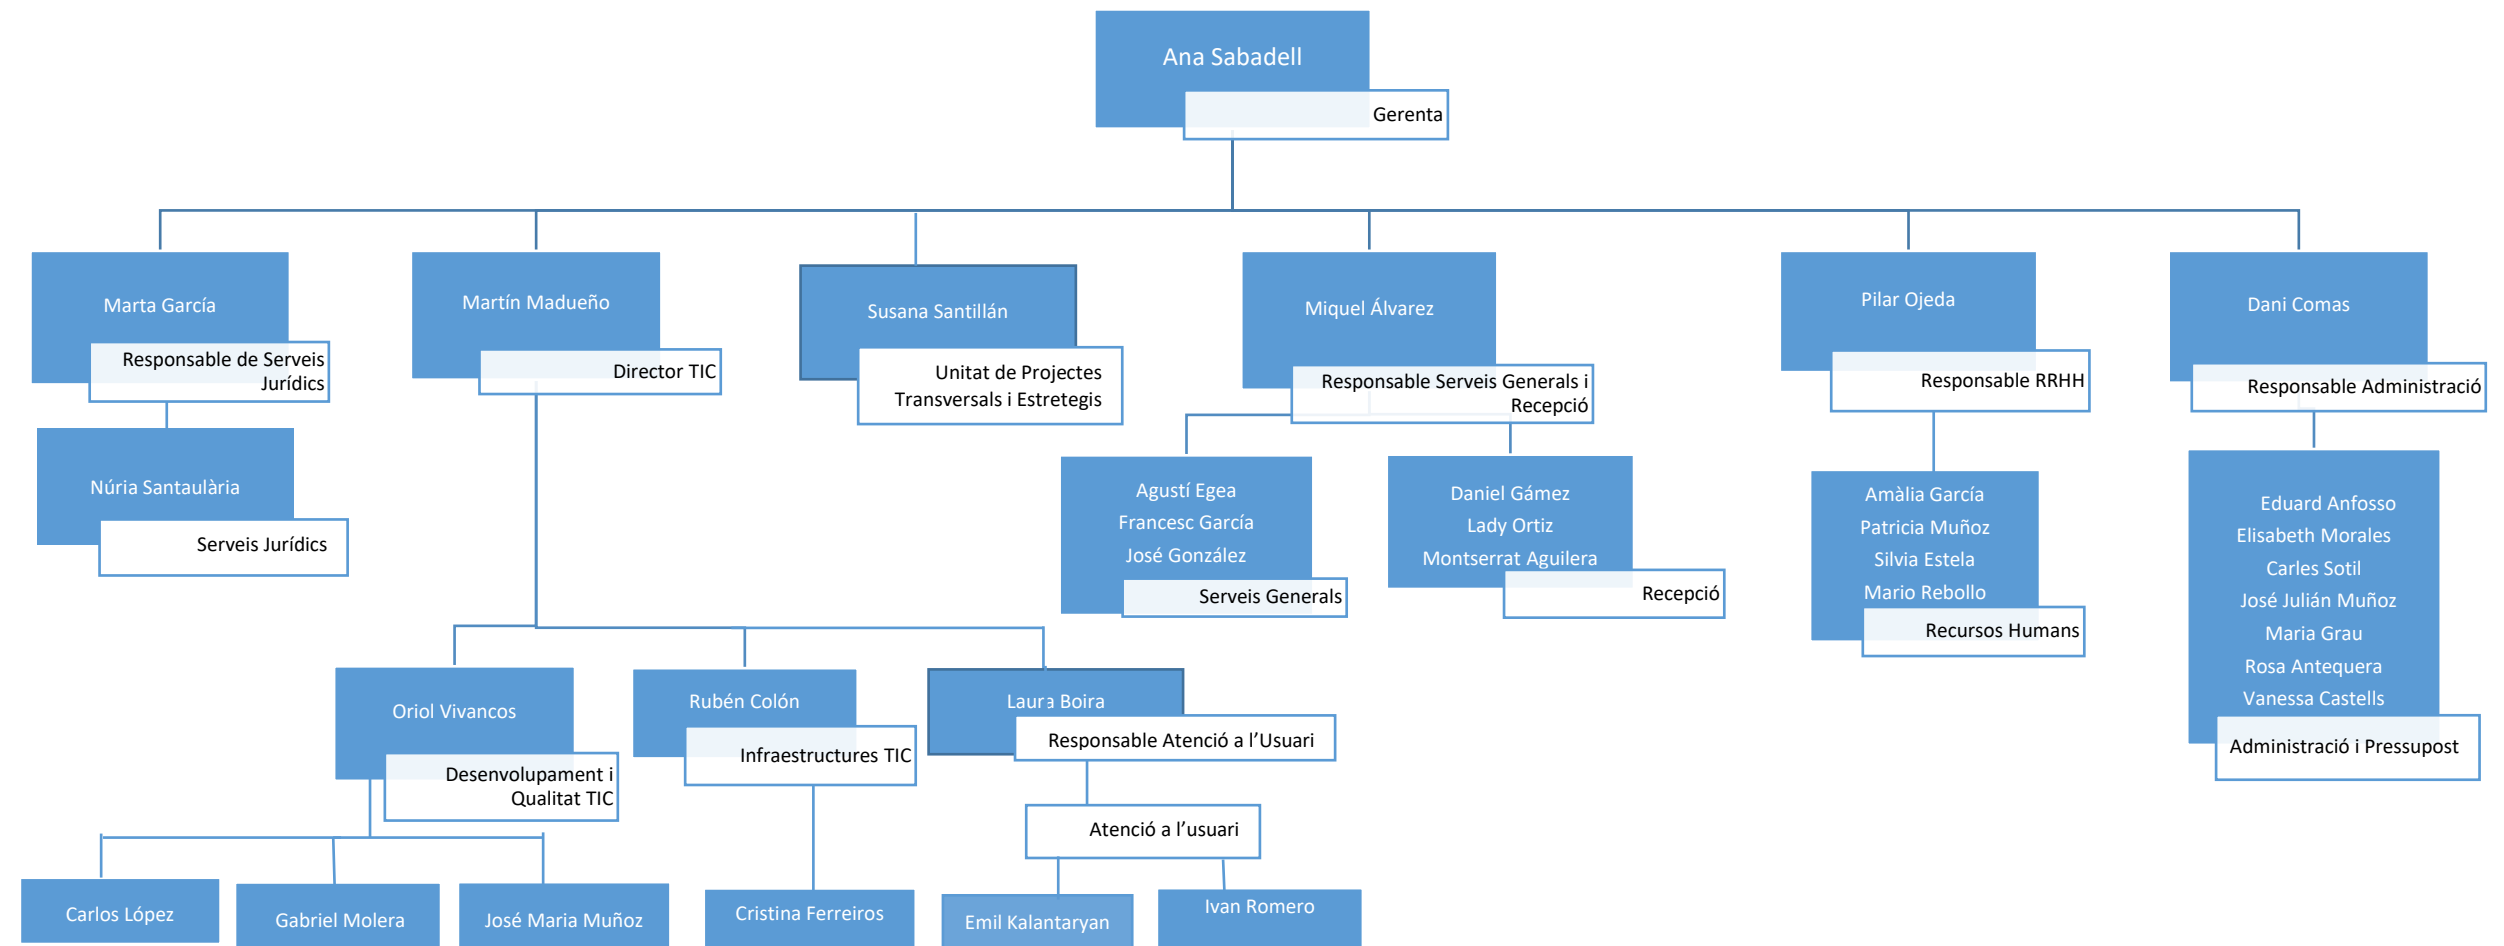 Ana Sabadell
Gerenta
Marta García
Responsable de Serveis
Jurídics
Martín Madueño
Director TIC
Susana Santillán
Unitat de Projectes
Transversals i Estretegis
Miquel Álvarez
Responsable Serveis Generals i
Recepció
Pilar Ojeda
Responsable RRHH
Dani Comas
Responsable Administració
Núria Santaulària
Serveis Jurídics
Agustí Egea
Francesc García
José González
Serveis Generals
Daniel Gámez
Lady Ortiz
Montserrat Aguilera
Recepció
Amàlia García
Patricia Muñoz
Silvia Estela
Mario Rebollo
Recursos Humans
Eduard Anfosso
Elisabeth Morales
Carles Sotil
José Julián Muñoz
Maria Grau
Rosa Antequera
Vanessa Castells
Administració i Pressupost
Oriol Vivancos
Desenvolupament i
Qualitat TIC
Rubén Colón
Infraestructures TIC
Laura Boira
Responsable Atenció a l’Usuari
Atenció a l’usuari
Carlos López
Gabriel Molera
José Maria Muñoz
Cristina Ferreiros
Emil Kalantaryan
Ivan Romero